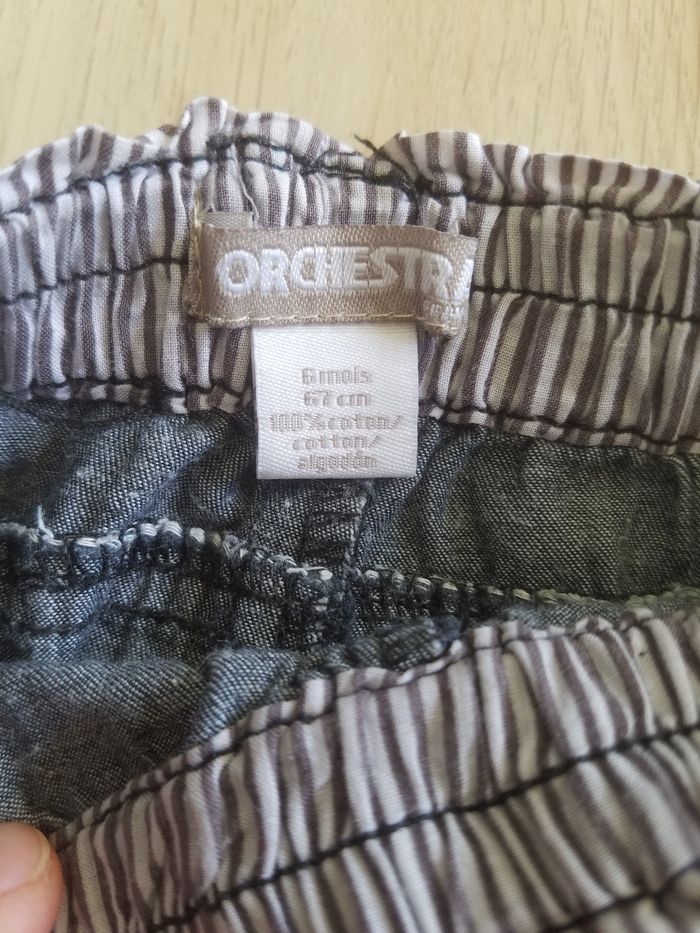 ORCHESTRA
6 mois
67 cm
100% coton/
cotton/
algodón